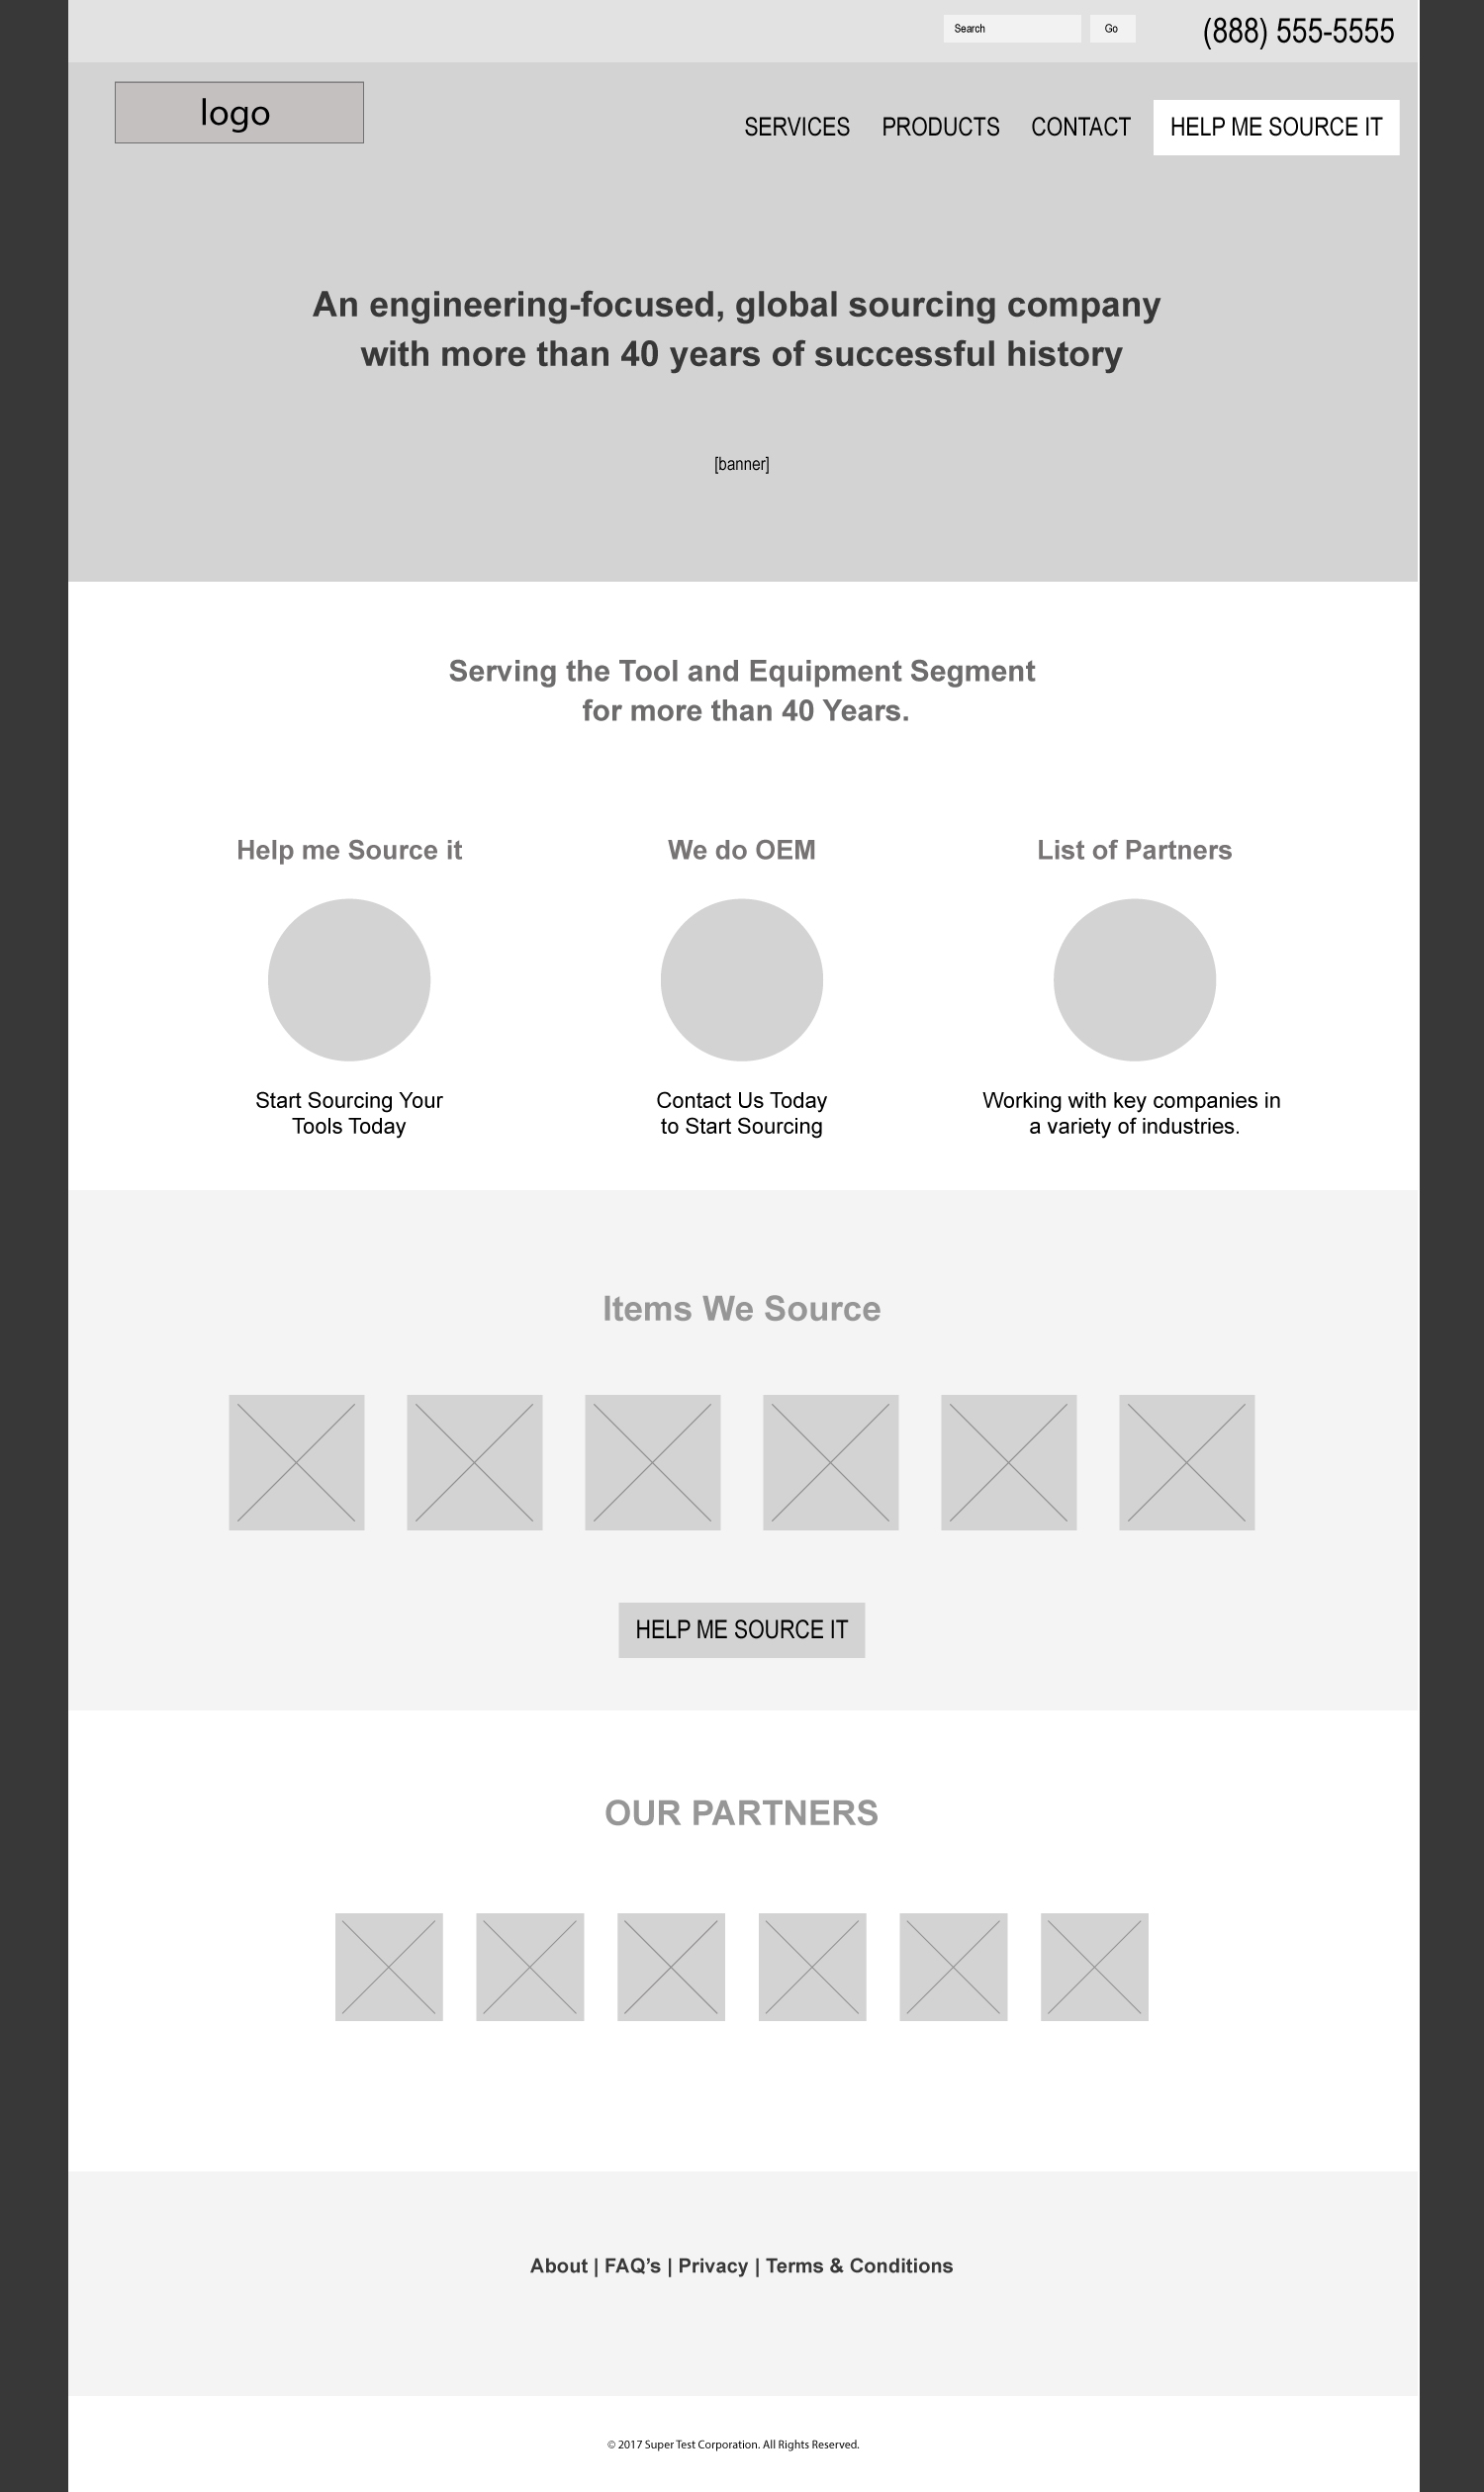 Search Go (888) 555-5555
logo
SERVICES PRODUCTS CONTACT HELP ME SOURCE IT
An engineering-focused, global sourcing company
with more than 40 years of successful history
[banner]
Serving the Tool and Equipment Segment
for more than 40 Years.
Help me Source it
Start Sourcing Your
Tools Today
We do OEM
Contact Us Today
to Start Sourcing
List of Partners
Working with key companies in
a variety of industries.
Items We Source
HELP ME SOURCE IT
OUR PARTNERS
About | FAQ’s | Privacy | Terms & Conditions
© 2017 Super Test Corporation. All Rights Reserved.